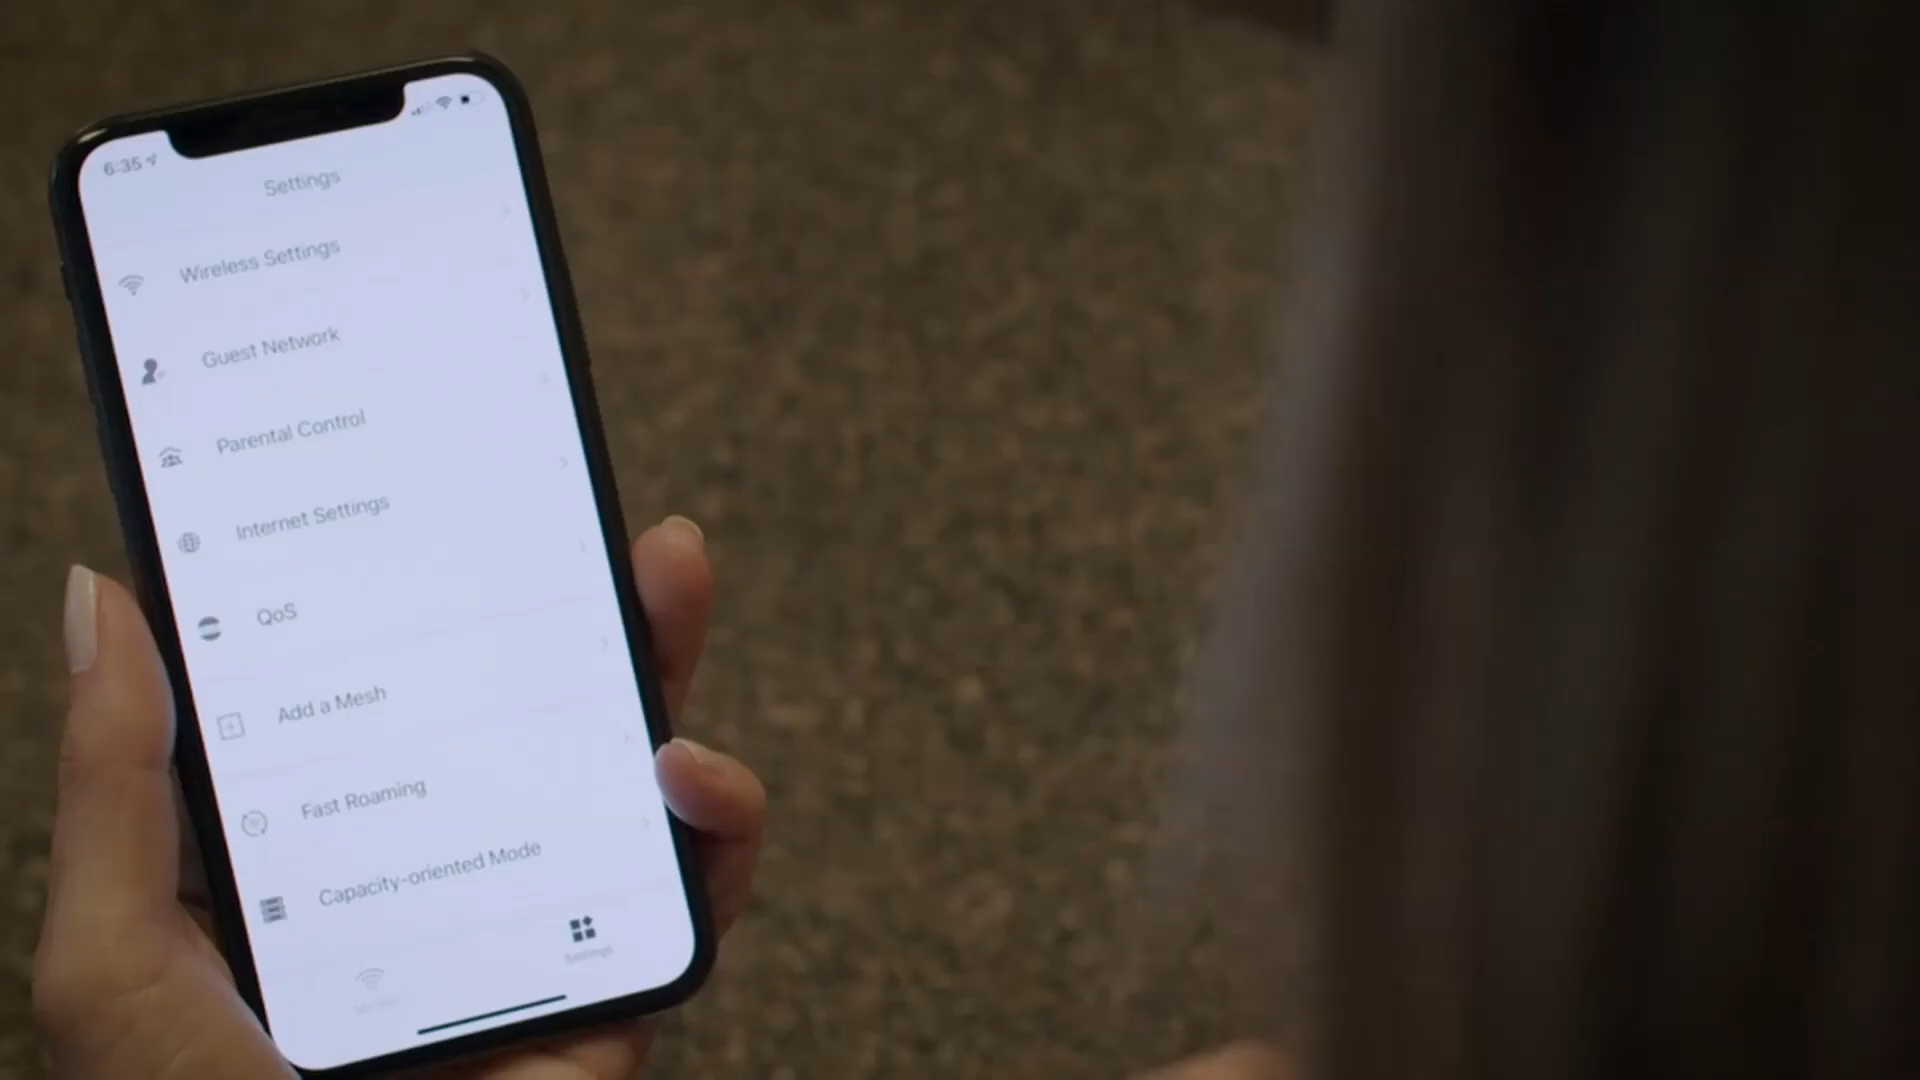 6:35
Settings
Wireless Settings
Guest Network
Parental Control
Internet Settings
QoS
Add a Mesh
Fast Roaming
Capacity-oriented Mode
Settings